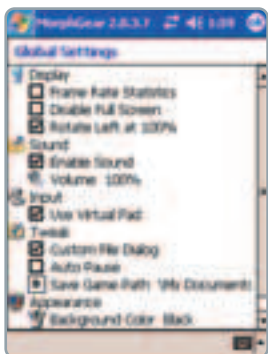 MorphGear 2.0.3.7 3:09
Global Settings
Display
Frame Rate Statistics
Disable Full Screen
Rotate Left at 100%
Sound
Enable Sound
Volume 100%
Input
Use Virtual Pad
Tweak
Custom File Dialog
Auto Pause
Save Game Path \My Documents
Appearance
Background Color Black